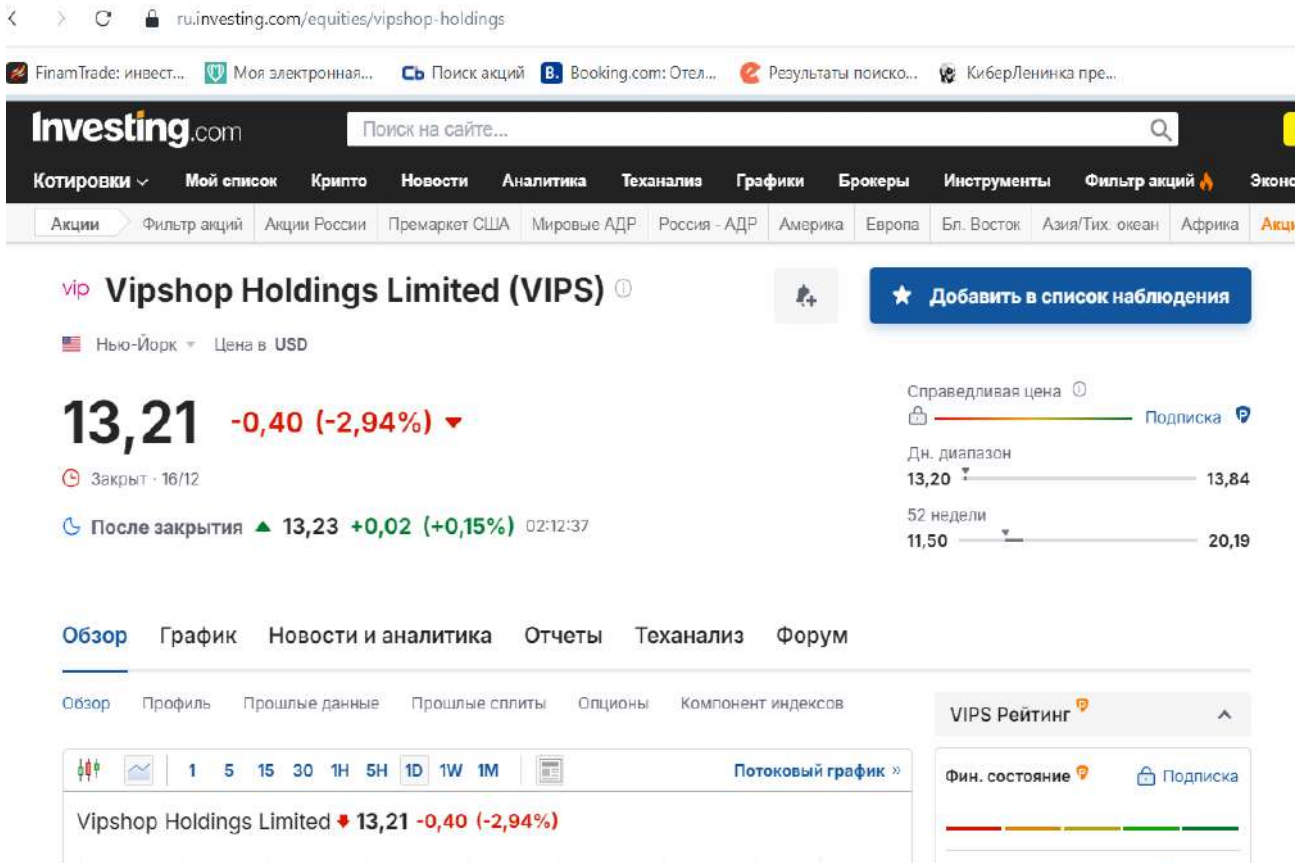 ru.investing.com/equities/vipshop-holdings
FinamTrade: инвест... Моя электронная... Сb Поиск акций B. Booking.com: Отел... Результаты поиско... КиберЛенинка пре...
Investing.com Поиск на сайте...
Котировки Мой список Крипто Новости Аналитика Теханализ Графики Брокеры Инструменты Фильтр акций Эконо
Акции Фильтр акций Акции России Премаркет США Мировые АДР Россия - АДР Америка Европа Бл. Восток Азия/Тих. океан Африка Акци
vip Vipshop Holdings Limited (VIPS) Добавить в список наблюдения
Нью-Йорк Цена в USD
Справедливая цена
Подписка
13,21 -0,40 (-2,94%)
Дн. диапазон
13,20 13,84
Закрыт · 16/12
52 недели
11,50 20,19
После закрытия 13,23 +0,02 (+0,15%) 02:12:37
Обзор График Новости и аналитика Отчеты Теханализ Форум
Обзор Профиль Прошлые данные Прошлые сплиты Опционы Компонент индексов
VIPS Рейтинг
1 5 15 30 1H 5H 1D 1W 1M Потоковый график »
Фин. состояние Подписка
Vipshop Holdings Limited 13,21 -0,40 (-2,94%)